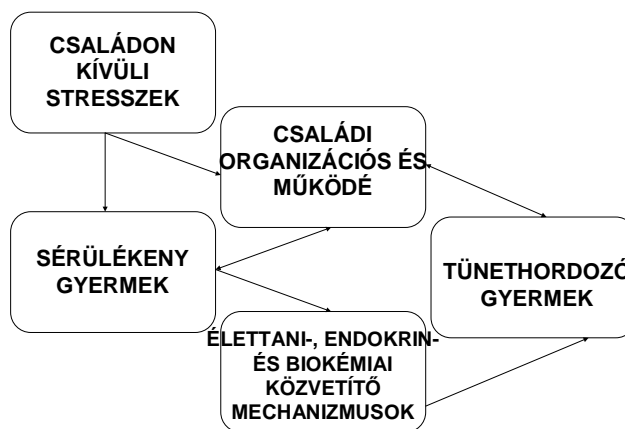 CSALÁDON
KÍVÜLI
STRESSZEK
CSALÁDI
ORGANIZÁCIÓS ÉS
MŰKÖDÉ
SÉRÜLÉKENY
GYERMEK
TÜNETHORDOZÓ
GYERMEK
ÉLETTANI-, ENDOKRIN-
ÉS BIOKÉMIAI
KÖZVETÍTŐ
MECHANIZMUSOK